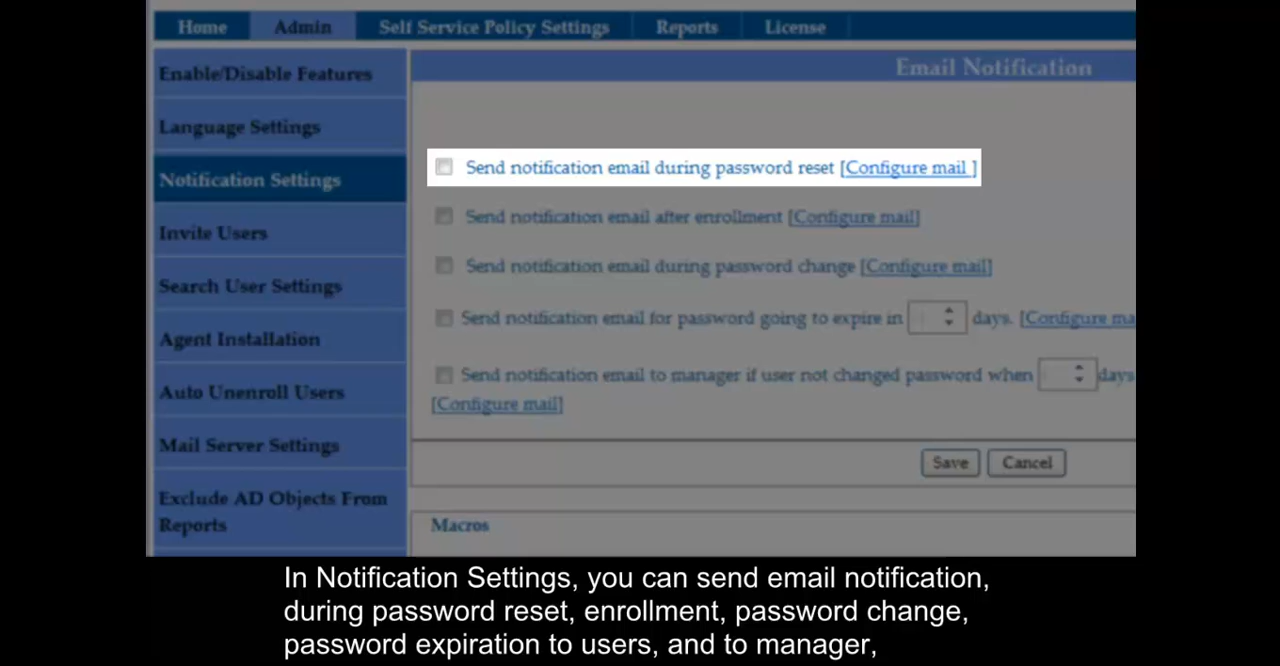 Home Admin Self Service Policy Settings Reports License
Enable/Disable Features
Language Settings
Notification Settings
Invite Users
Search User Settings
Agent Installation
Auto Unenroll Users
Mail Server Settings
Exclude AD Objects From
Reports
Email Notification
Send notification email during password reset [Configure mail ]
Send notification email after enrollment [Configure mail]
Send notification email during password change [Configure mail]
Send notification email for password going to expire in days. [Configure ma
Send notification email to manager if user not changed password when days
[Configure mail]
Save Cancel
Macros
In Notification Settings, you can send email notification,
during password reset, enrollment, password change,
password expiration to users, and to manager,